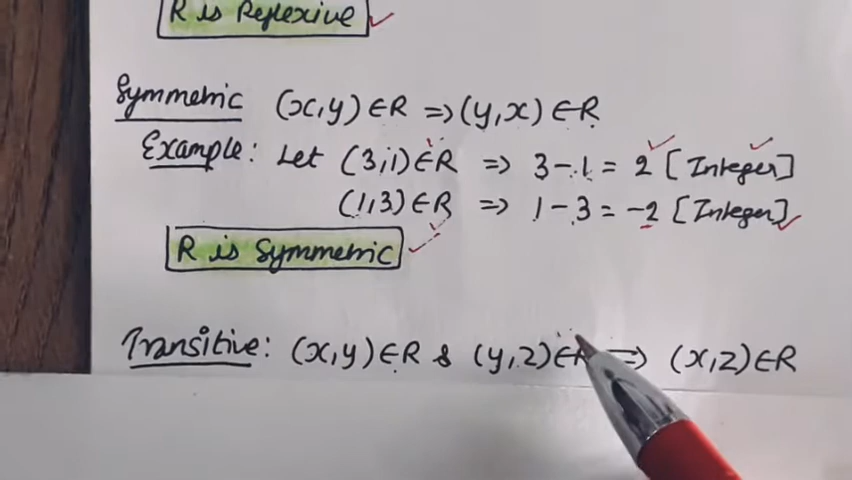 R is Reflexive
Symmetric (x,y) ∈ R => (y,x) ∈ R
Example: Let (3,1) ∈ R => 3-1 = 2 [Integer]
(1,3) ∈ R => 1-3 = -2 [Integer]
R is Symmetric
Transitive: (x,y) ∈ R & (y,z) ∈ R => (x,z) ∈ R